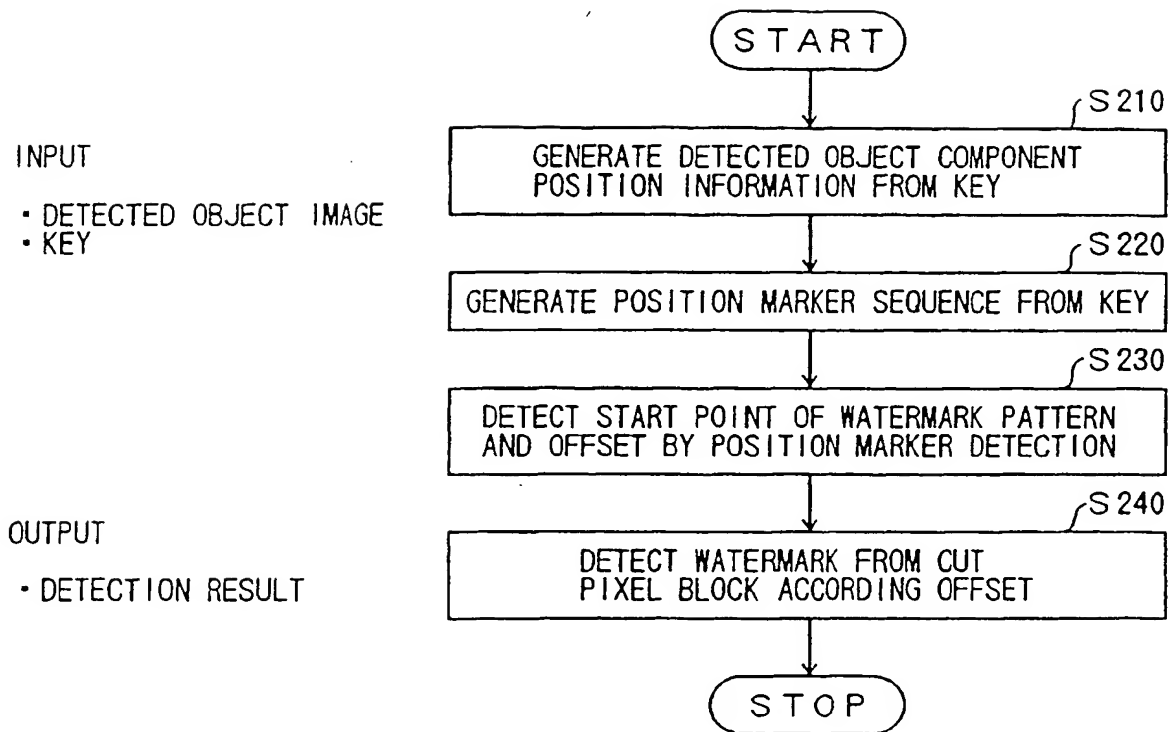 START
S210
INPUT
GENERATE DETECTED OBJECT COMPONENT
POSITION INFORMATION FROM KEY
・DETECTED OBJECT IMAGE
・KEY
S220
GENERATE POSITION MARKER SEQUENCE FROM KEY
S230
DETECT START POINT OF WATERMARK PATTERN
AND OFFSET BY POSITION MARKER DETECTION
S240
OUTPUT
DETECT WATERMARK FROM CUT
PIXEL BLOCK ACCORDING OFFSET
・DETECTION RESULT
STOP